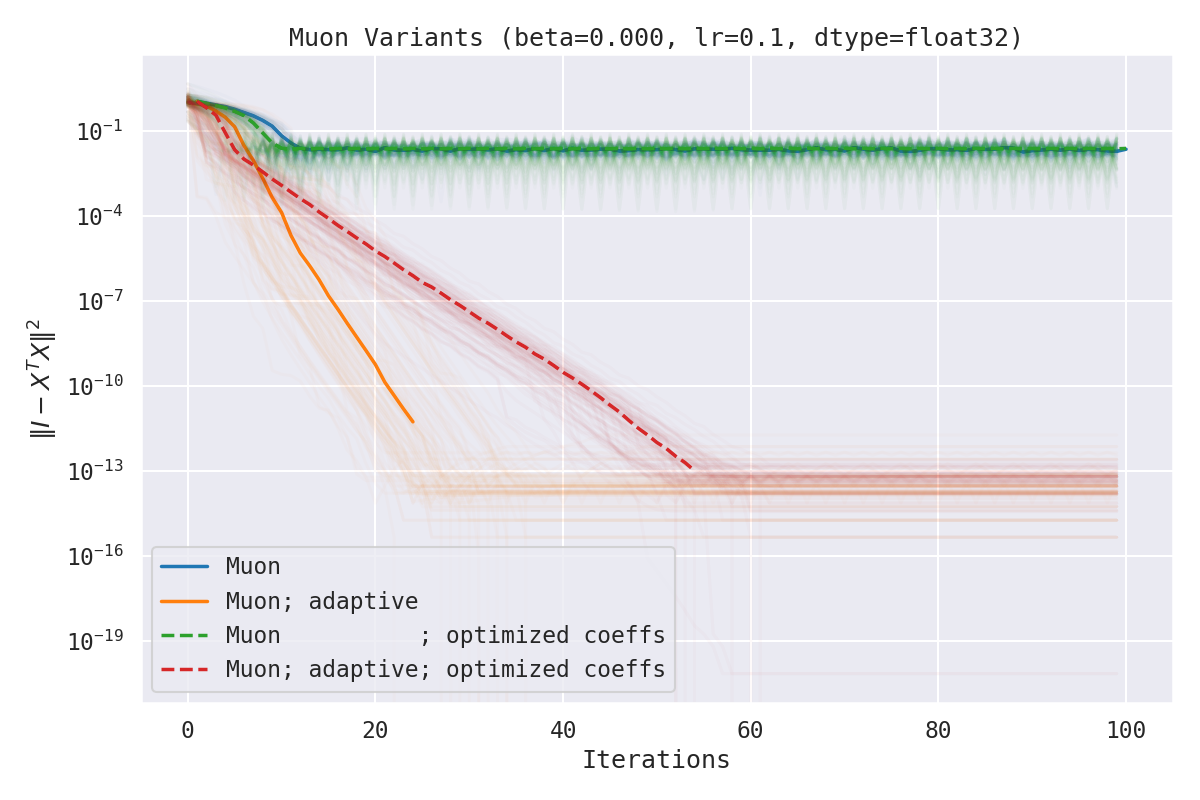 Muon Variants (beta=0.000, lr=0.1, dtype=float32)
‖I − XᵀX‖²
10⁻¹
10⁻⁴
10⁻⁷
10⁻¹⁰
10⁻¹³
10⁻¹⁶
10⁻¹⁹
Muon
Muon; adaptive
Muon          ; optimized coeffs
Muon; adaptive; optimized coeffs
0 20 40 60 80 100
Iterations